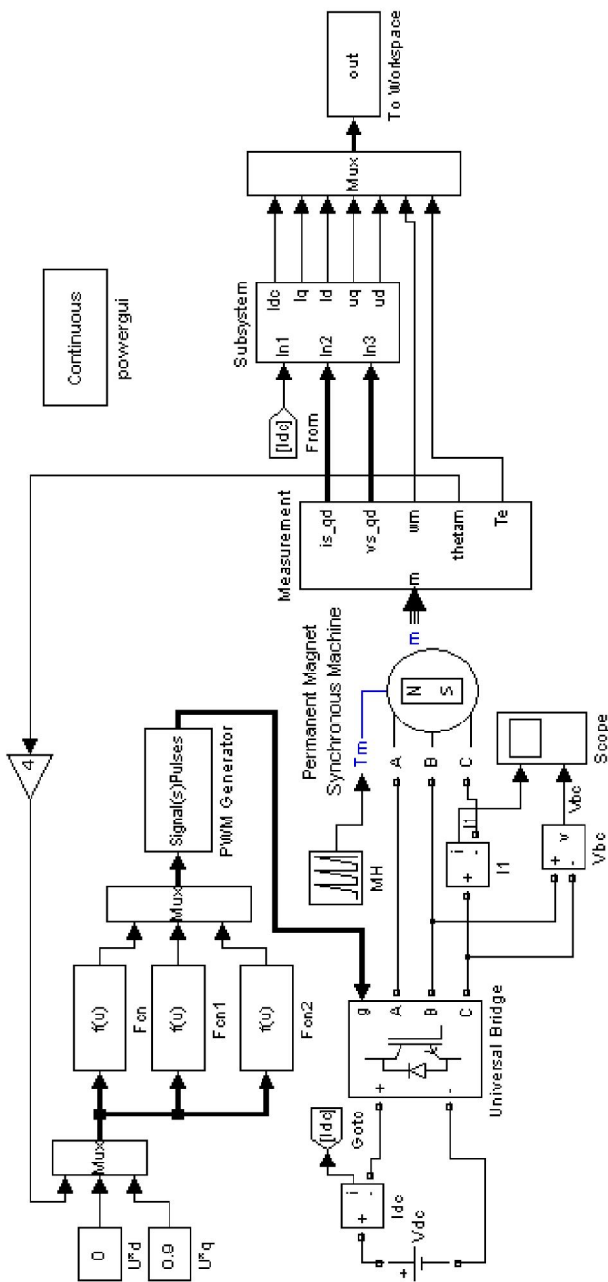 Continuous
powergui
4
0
U*d
0.9
U*q
Mux
f(u)
Fcn
f(u)
Fcn1
f(u)
Fcn2
Mux
Signal(s)Pulses
PWM Generator
Vdc
+
Idc
+
-
i
[Idc]
Goto
Universal Bridge
+
-
g
A
B
C
MH
Tm
Permanent Magnet
Synchronous Machine
A
B
C
N
S
m
I1
+
-
i
I1
Vbc
+
-
v
Vbc
Scope
Measurement
m
is_qd
vs_qd
wm
thetam
Te
[Idc]
From
Subsystem
In1
In2
In3
Idc
Iq
Id
uq
ud
Mux
out
To Workspace